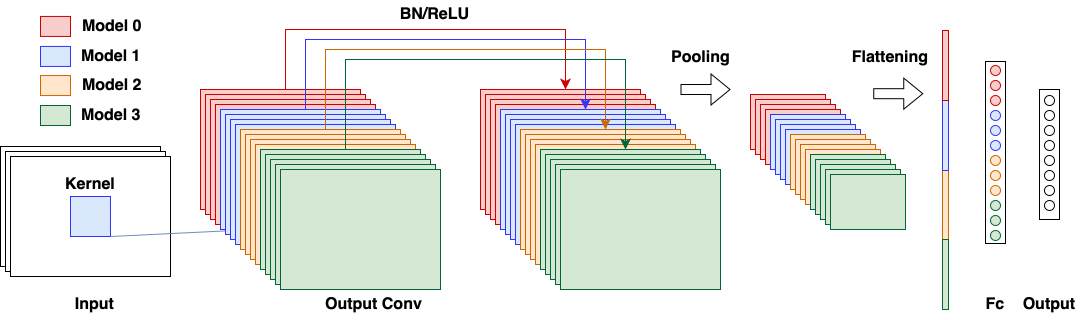 BN/ReLU
Model 0
Model 1
Model 2
Model 3
Pooling
Flattening
Kernel
Input
Output Conv
Fc
Output